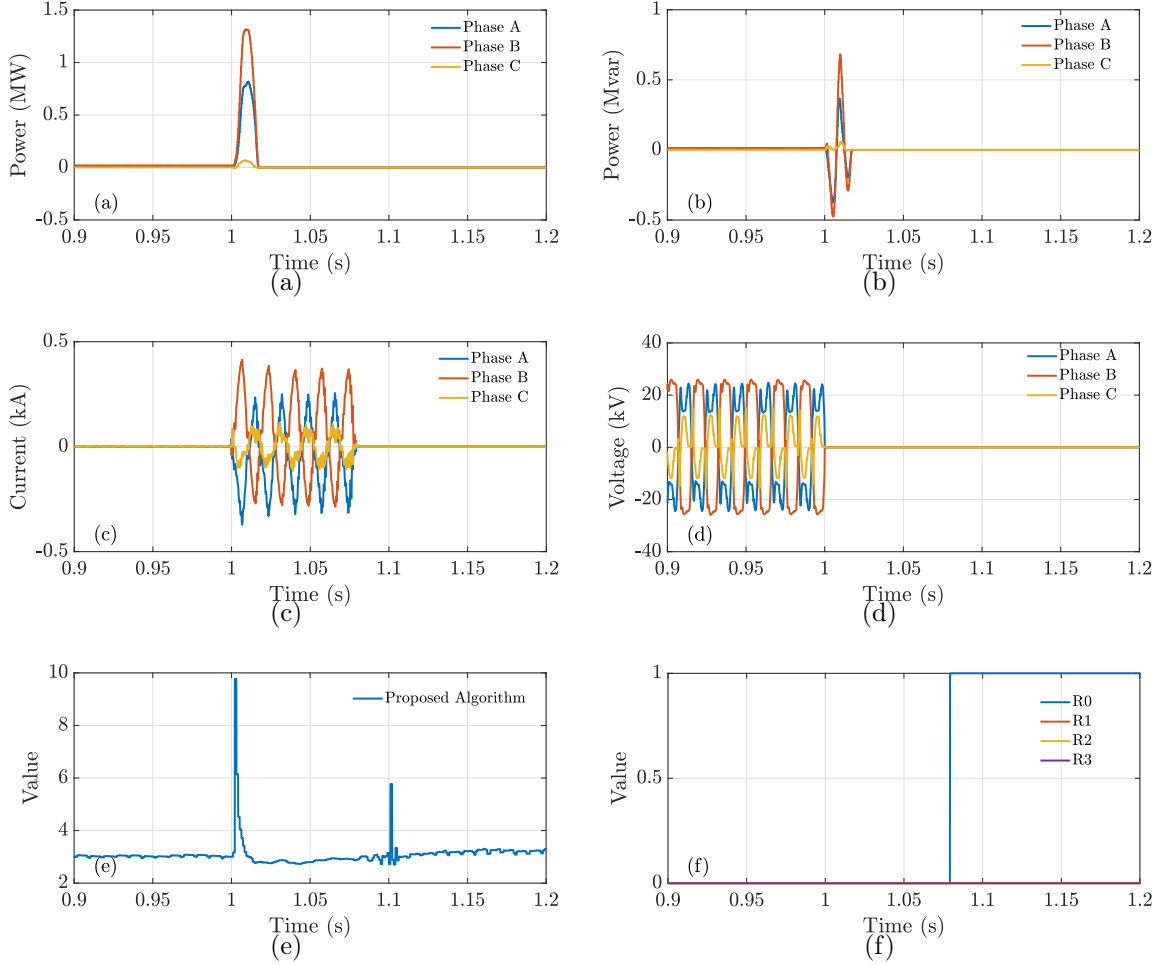 1.5
1
0.5
0
-0.5
Power (MW)
Phase A
Phase B
Phase C
(a)
0.9 0.95 1 1.05 1.1 1.15 1.2
Time (s)
(a)
1
0.5
0
-0.5
Power (Mvar)
Phase A
Phase B
Phase C
(b)
0.9 0.95 1 1.05 1.1 1.15 1.2
Time (s)
(b)
0.5
0
-0.5
Current (kA)
Phase A
Phase B
Phase C
(c)
0.9 0.95 1 1.05 1.1 1.15 1.2
Time (s)
(c)
40
20
0
-20
-40
Voltage (kV)
Phase A
Phase B
Phase C
(d)
0.9 0.95 1 1.05 1.1 1.15 1.2
Time (s)
(d)
10
8
6
4
2
Value
Proposed Algorithm
(e)
0.9 0.95 1 1.05 1.1 1.15 1.2
Time (s)
(e)
1
0.5
0
Value
R0
R1
R2
R3
(f)
0.9 0.95 1 1.05 1.1 1.15 1.2
Time (s)
(f)